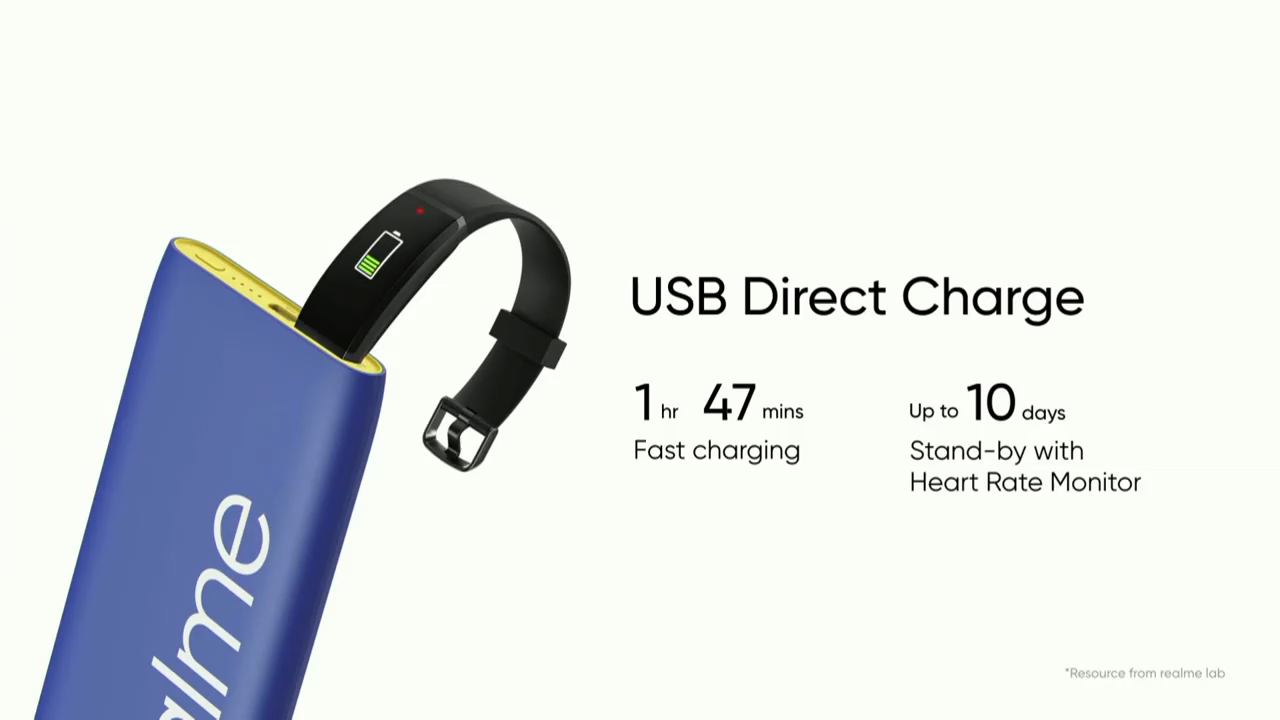 USB Direct Charge
1 hr 47 mins
Fast charging
Up to 10 days
Stand-by with
Heart Rate Monitor
alme
*Resource from realme lab